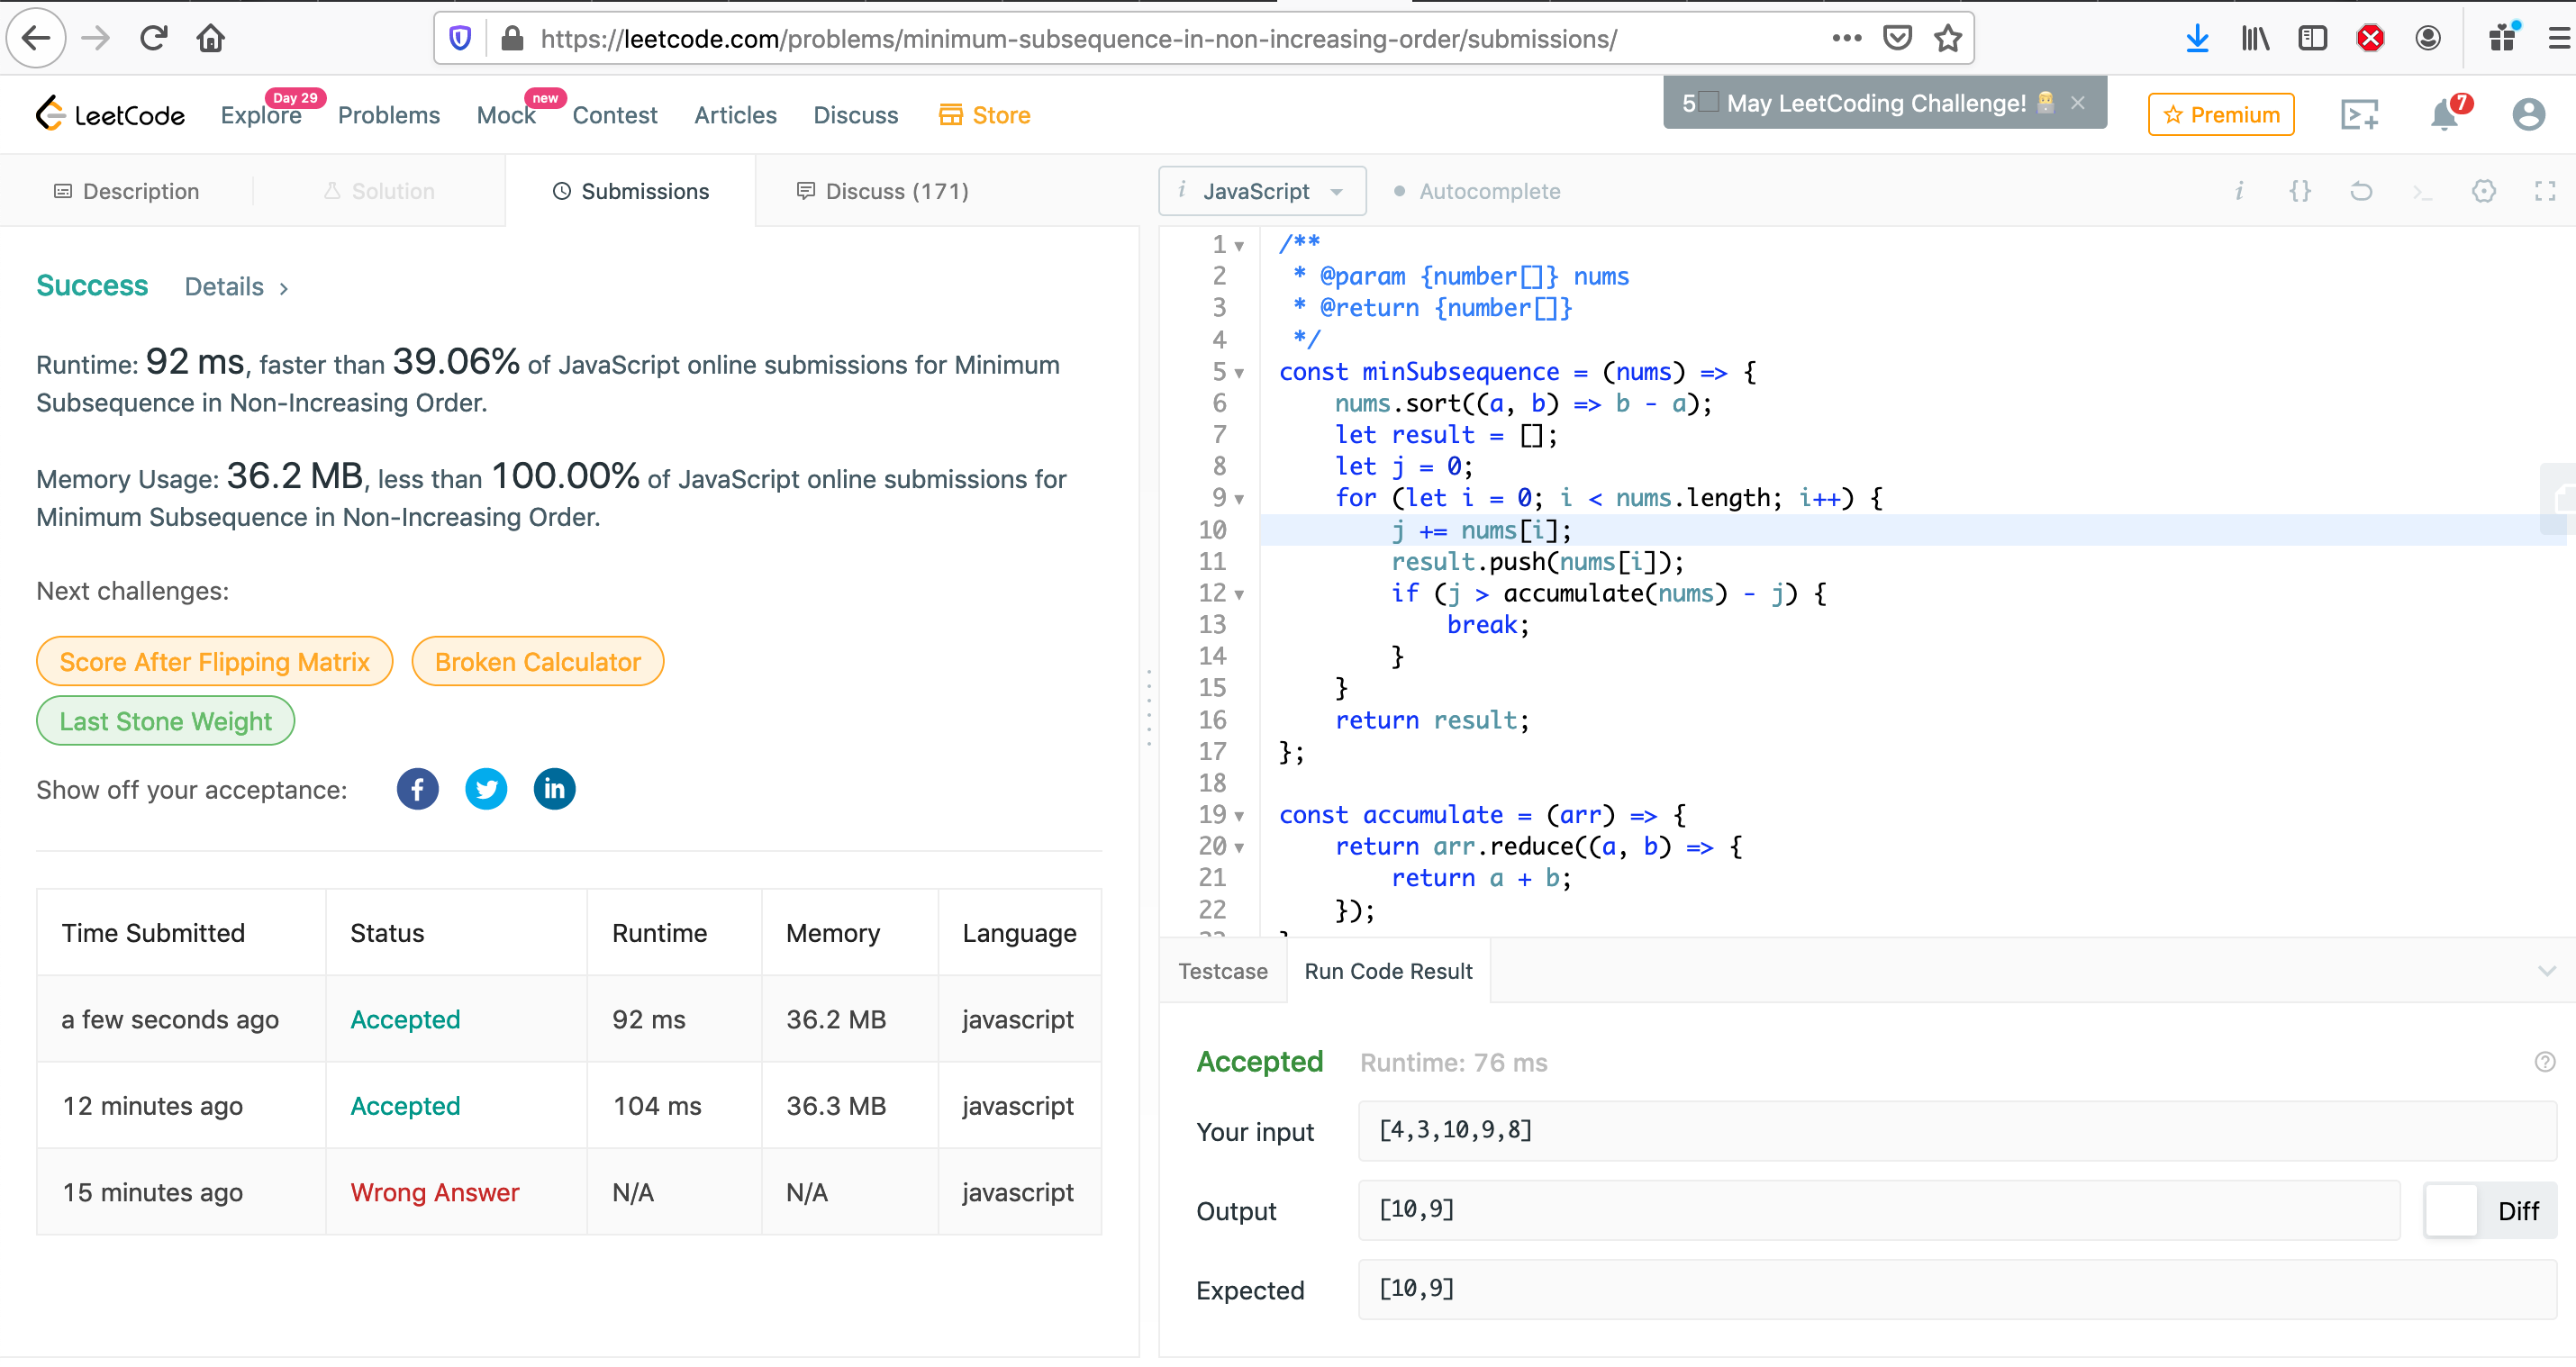 https://leetcode.com/problems/minimum-subsequence-in-non-increasing-order/submissions/
LeetCode
Explore
Day 29
Problems
Mock
new
Contest
Articles
Discuss
Store
5 May LeetCoding Challenge!
Premium
7
Description
Solution
Submissions
Discuss (171)
Success Details
Runtime: 92 ms, faster than 39.06% of JavaScript online submissions for Minimum
Subsequence in Non-Increasing Order.
Memory Usage: 36.2 MB, less than 100.00% of JavaScript online submissions for
Minimum Subsequence in Non-Increasing Order.
Next challenges:
Score After Flipping Matrix
Broken Calculator
Last Stone Weight
Show off your acceptance:
Time Submitted Status Runtime Memory Language
a few seconds ago Accepted 92 ms 36.2 MB javascript
12 minutes ago Accepted 104 ms 36.3 MB javascript
15 minutes ago Wrong Answer N/A N/A javascript
i JavaScript
Autocomplete
1 /**
2 * @param {number[]} nums
3 * @return {number[]}
4 */
5 const minSubsequence = (nums) => {
6 nums.sort((a, b) => b - a);
7 let result = [];
8 let j = 0;
9 for (let i = 0; i < nums.length; i++) {
10 j += nums[i];
11 result.push(nums[i]);
12 if (j > accumulate(nums) - j) {
13 break;
14 }
15 }
16 return result;
17 };
18
19 const accumulate = (arr) => {
20 return arr.reduce((a, b) => {
21 return a + b;
22 });
Testcase
Run Code Result
Accepted Runtime: 76 ms
Your input [4,3,10,9,8]
Output [10,9]
Diff
Expected [10,9]